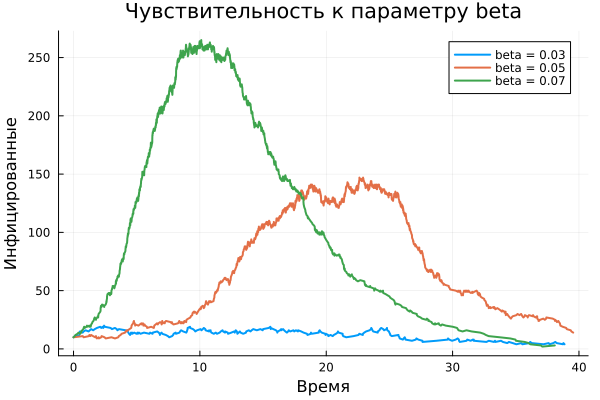 Чувствительность к параметру beta
Инфицированные
250
200
150
100
50
0
beta = 0.03
beta = 0.05
beta = 0.07
0
10
20
30
40
Время